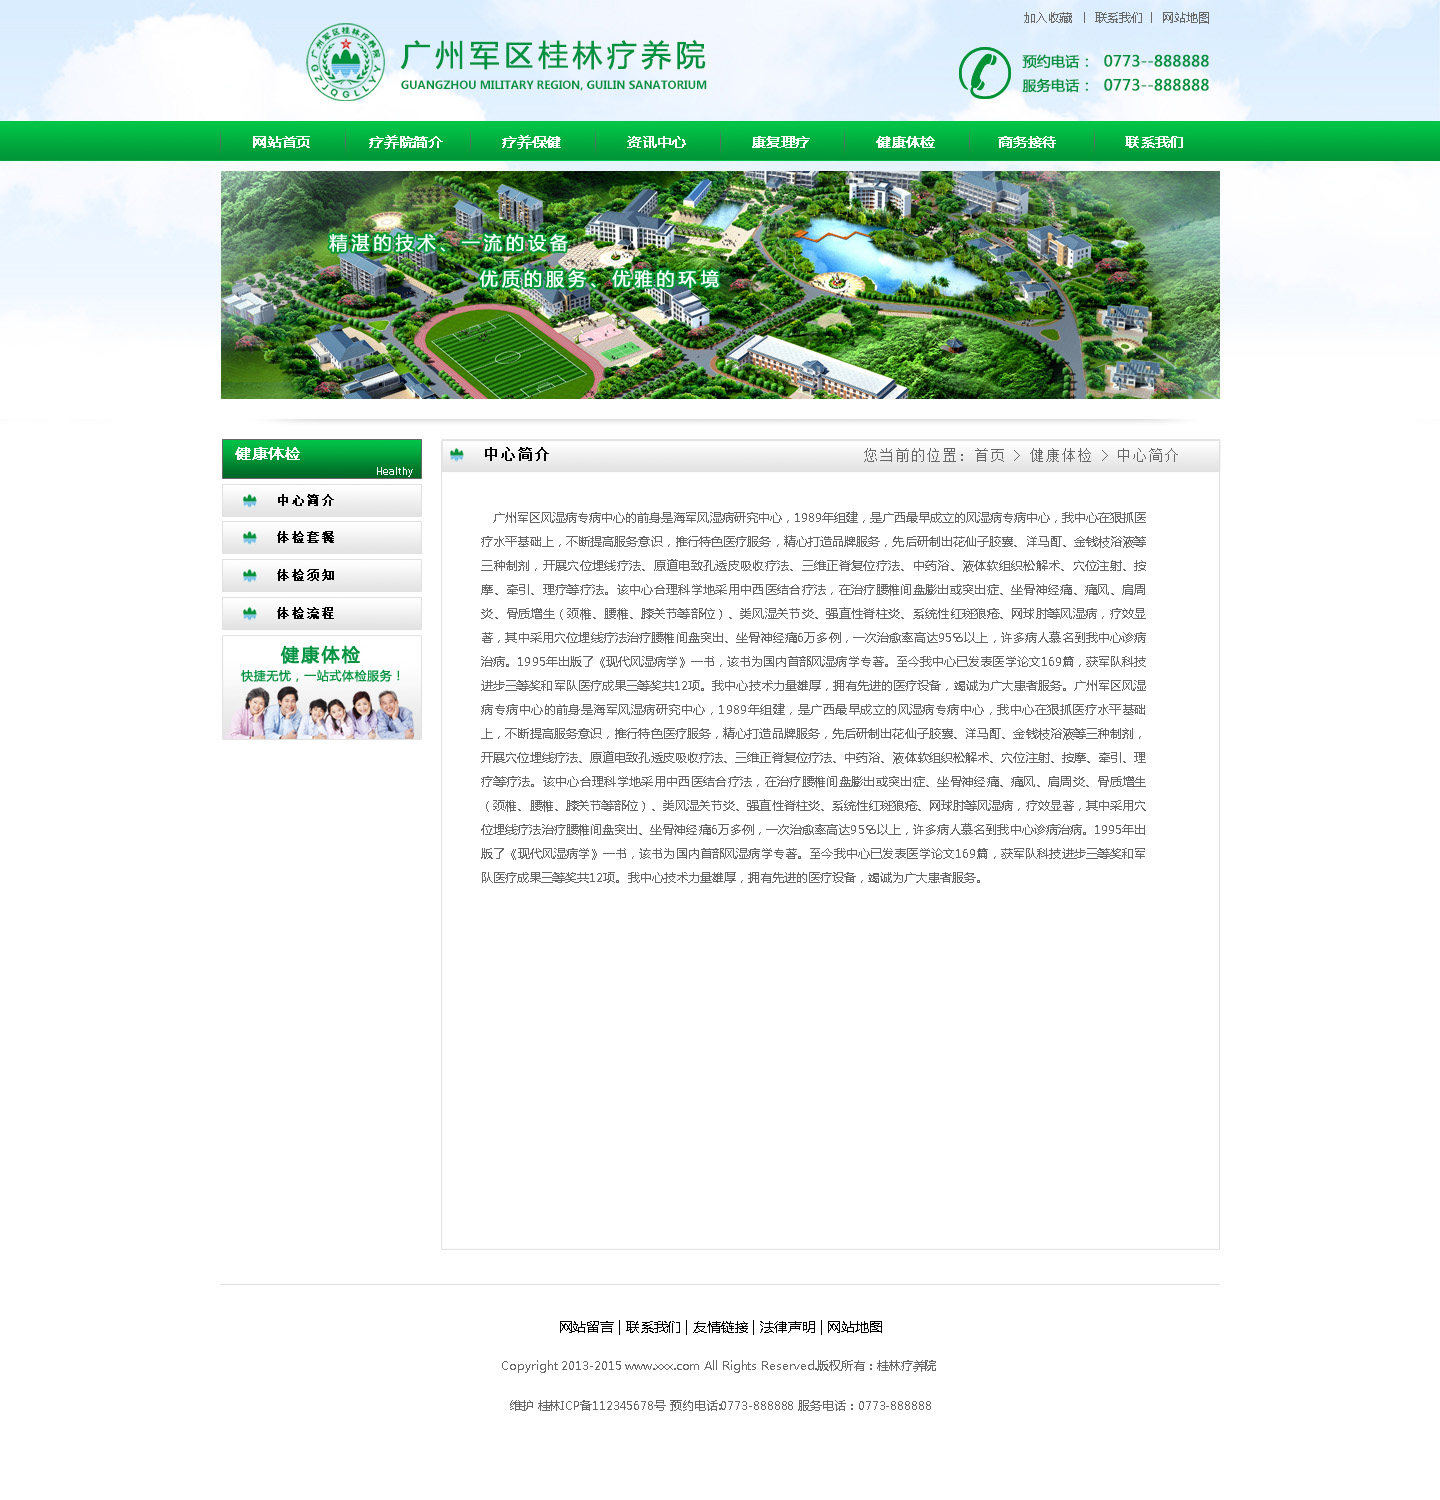 加入收藏 | 联系我们 | 网站地图
广州军区桂林疗养院
GUANGZHOU MILITARY REGION, GUILIN SANATORIUM
GZJQGLLYY
预约电话： 0773--888888
服务电话： 0773--888888
网站首页 疗养院简介 疗养保健 资讯中心 康复理疗 健康体检 商务接待 联系我们
精湛的技术、一流的设备
优质的服务、优雅的环境
健康体检
Healthy
中心简介
体检套餐
体检须知
体检流程
健康体检
快捷无忧，一站式体检服务！
中心简介
您当前的位置：首页 > 健康体检 > 中心简介
广州军区风湿病专病中心的前身是海军风湿病研究中心，1989年组建，是广西最早成立的风湿病专病中心，我中心在狠抓医
疗水平基础上，不断提高服务意识，推行特色医疗服务，精心打造品牌服务，先后研制出花仙子胶囊、洋马酊、金钱枝浴液等
三种制剂，开展穴位埋线疗法、原道电致孔透皮吸收疗法、三维正脊复位疗法、中药浴、液体软组织松解术、穴位注射、按
摩、牵引、理疗等疗法。该中心合理科学地采用中西医结合疗法，在治疗腰椎间盘膨出或突出症、坐骨神经痛、痛风、肩周
炎、骨质增生（颈椎、腰椎、膝关节等部位）、类风湿关节炎、强直性脊柱炎、系统性红斑狼疮、网球肘等风湿病，疗效显
著，其中采用穴位埋线疗法治疗腰椎间盘突出、坐骨神经痛6万多例，一次治愈率高达95%以上，许多病人慕名到我中心诊病
治病。1995年出版了《现代风湿病学》一书，该书为国内首部风湿病学专著。至今我中心已发表医学论文169篇，获军队科技
进步三等奖和军队医疗成果三等奖共12项。我中心技术力量雄厚，拥有先进的医疗设备，竭诚为广大患者服务。广州军区风湿
病专病中心的前身是海军风湿病研究中心，1989年组建，是广西最早成立的风湿病专病中心，我中心在狠抓医疗水平基础
上，不断提高服务意识，推行特色医疗服务，精心打造品牌服务，先后研制出花仙子胶囊、洋马酊、金钱枝浴液等三种制剂，
开展穴位埋线疗法、原道电致孔透皮吸收疗法、三维正脊复位疗法、中药浴、液体软组织松解术、穴位注射、按摩、牵引、理
疗等疗法。该中心合理科学地采用中西医结合疗法，在治疗腰椎间盘膨出或突出症、坐骨神经痛、痛风、肩周炎、骨质增生
（颈椎、腰椎、膝关节等部位）、类风湿关节炎、强直性脊柱炎、系统性红斑狼疮、网球肘等风湿病，疗效显著，其中采用穴
位埋线疗法治疗腰椎间盘突出、坐骨神经痛6万多例，一次治愈率高达95%以上，许多病人慕名到我中心诊病治病。1995年出
版了《现代风湿病学》一书，该书为国内首部风湿病学专著。至今我中心已发表医学论文169篇，获军队科技进步三等奖和军
队医疗成果三等奖共12项。我中心技术力量雄厚，拥有先进的医疗设备，竭诚为广大患者服务。
网站留言 | 联系我们 | 友情链接 | 法律声明 | 网站地图
Copyright 2013-2015 www.xxx.com All Rights Reserved.版权所有：桂林疗养院
维护 桂林ICP备112345678号 预约电话:0773-888888 服务电话：0773-888888